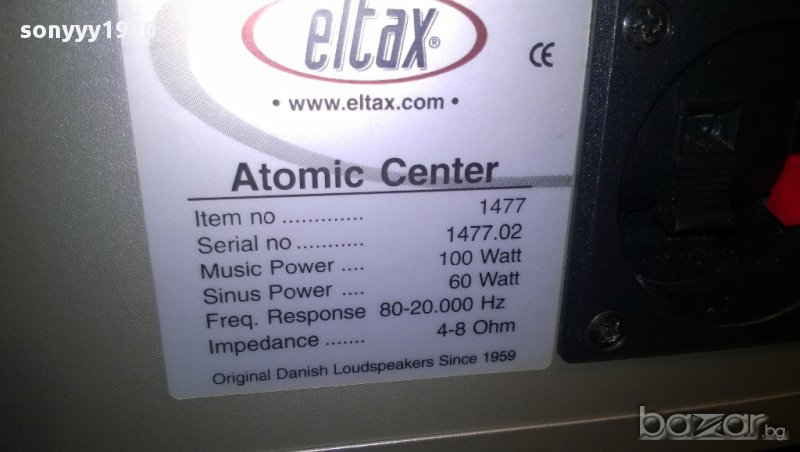 eltax®
CE
• www.eltax.com •
Atomic Center
Item no ............. 1477
Serial no ........... 1477.02
Music Power .... 100 Watt
Sinus Power .... 60 Watt
Freq. Response 80-20.000 Hz
Impedance ....... 4-8 Ohm
Original Danish Loudspeakers Since 1959
bazar.bg